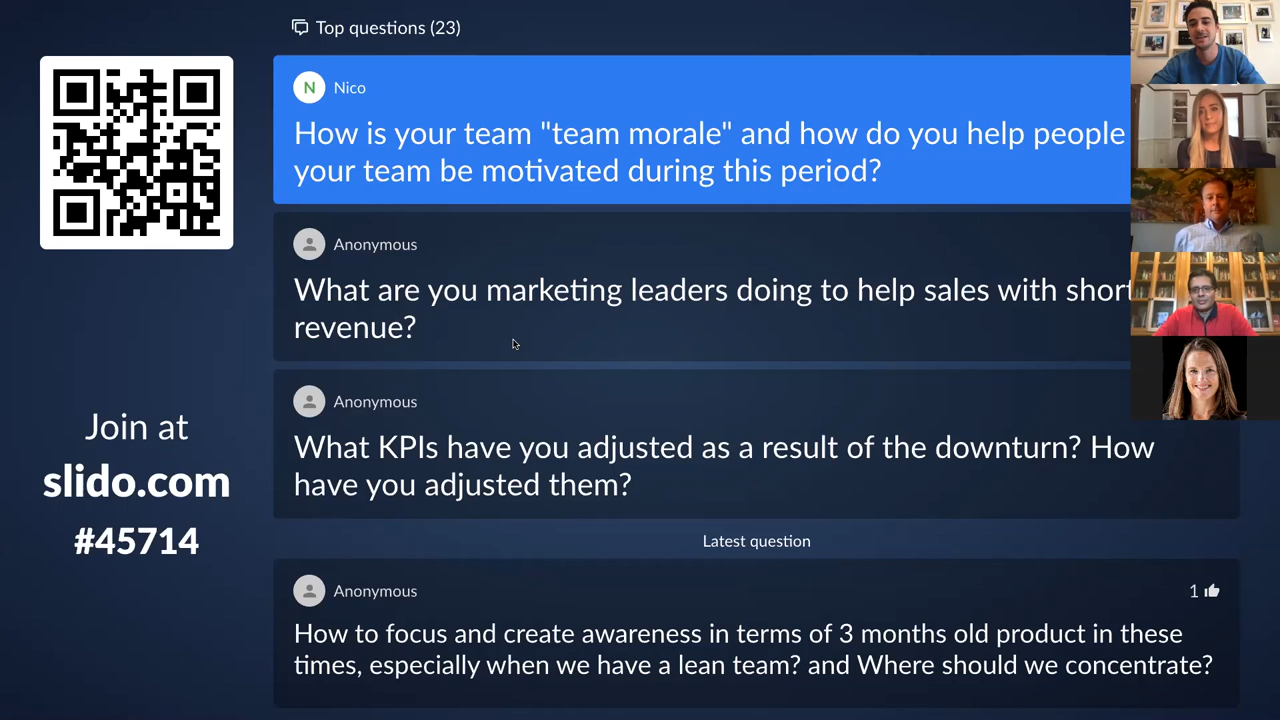 Top questions (23)
N
Nico
How is your team "team morale" and how do you help people
your team be motivated during this period?
Anonymous
What are you marketing leaders doing to help sales with short
revenue?
Anonymous
What KPIs have you adjusted as a result of the downturn? How
have you adjusted them?
Join at
slido.com
#45714
Latest question
Anonymous
1
How to focus and create awareness in terms of 3 months old product in these
times, especially when we have a lean team? and Where should we concentrate?